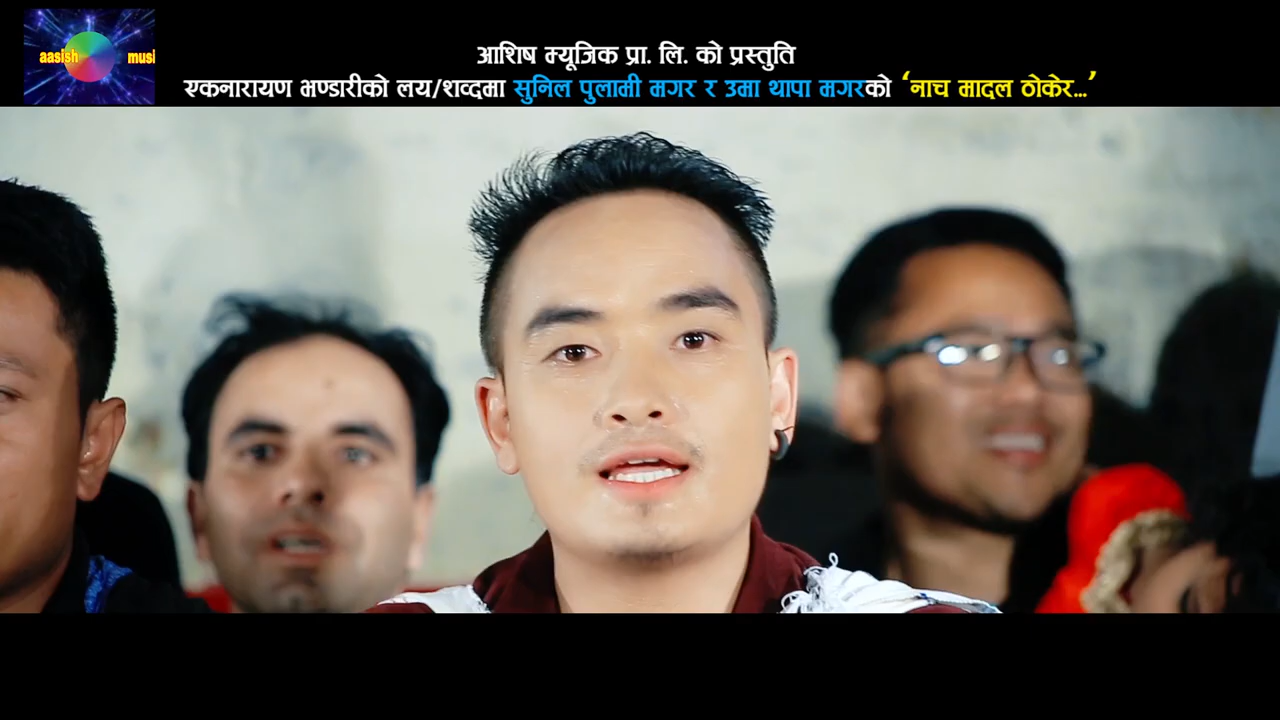 aasish musi
आशिष म्यूजिक प्रा. लि. को प्रस्तुति
एकनारायण भण्डारीको लय/शव्दमा सुनिल पुलामी मगर र उमा थापा मगरको ‘नाच मादल ठोकेर...’